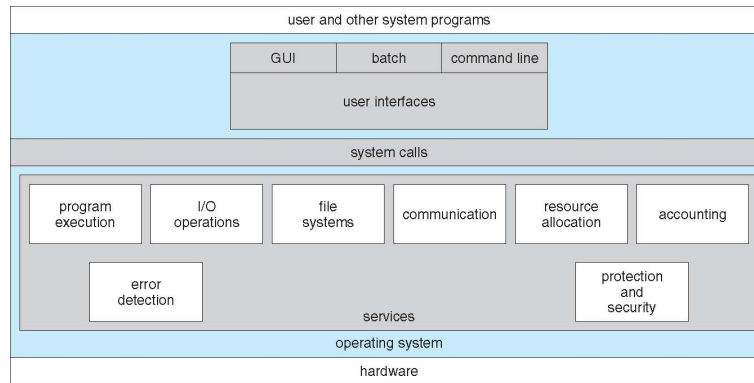 user and other system programs
GUI
batch
command line
user interfaces
system calls
program
execution
I/O
operations
file
systems
communication
resource
allocation
accounting
error
detection
protection
and
security
services
operating system
hardware